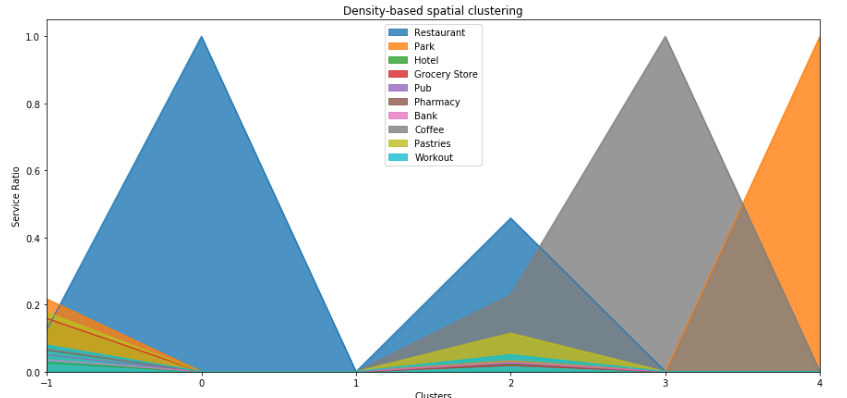 Density-based spatial clustering
Restaurant
Park
Hotel
Grocery Store
Pub
Pharmacy
Bank
Coffee
Pastries
Workout
Service Ratio
1.0
0.8
0.6
0.4
0.2
0.0
−1
0
1
2
3
4
Clusters